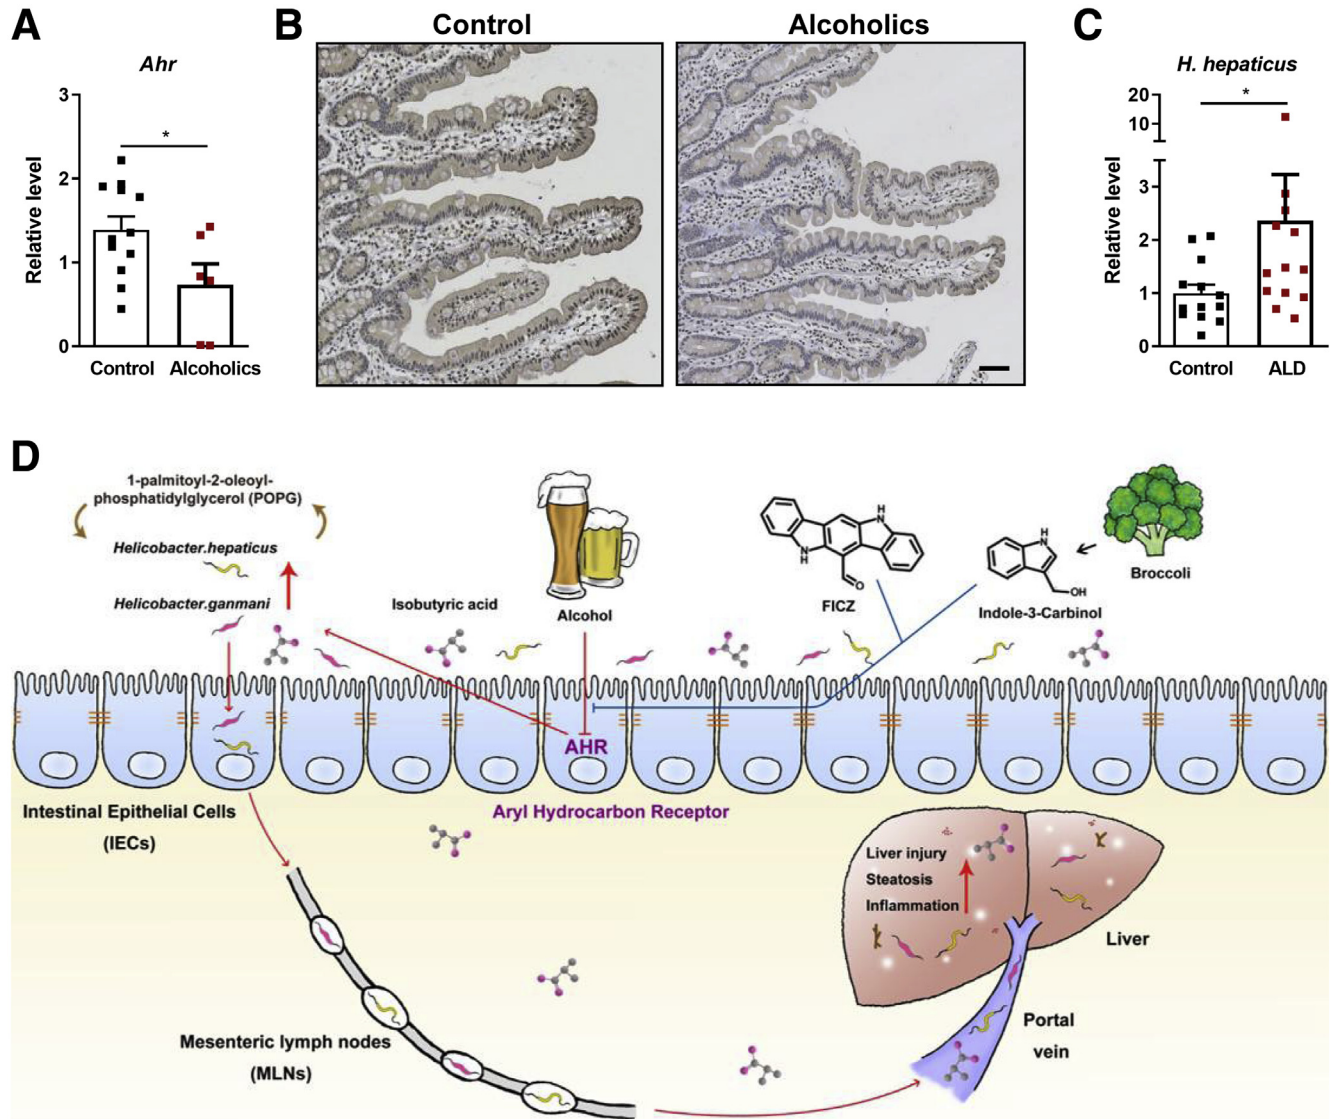 A
Ahr
Relative level
3
2
1
0
*
Control
Alcoholics
B
Control
Alcoholics
C
H. hepaticus
Relative level
20
10
3
2
1
0
*
Control
ALD
D
1-palmitoyl-2-oleoyl-
phosphatidylglycerol (POPG)
Helicobacter.hepaticus
Helicobacter.ganmani
Isobutyric acid
Alcohol
H
N
N
H
O
FICZ
H
N
OH
Indole-3-Carbinol
Broccoli
AHR
Intestinal Epithelial Cells
(IECs)
Aryl Hydrocarbon Receptor
Liver injury
Steatosis
Inflammation
Liver
Mesenteric lymph nodes
(MLNs)
Portal
vein